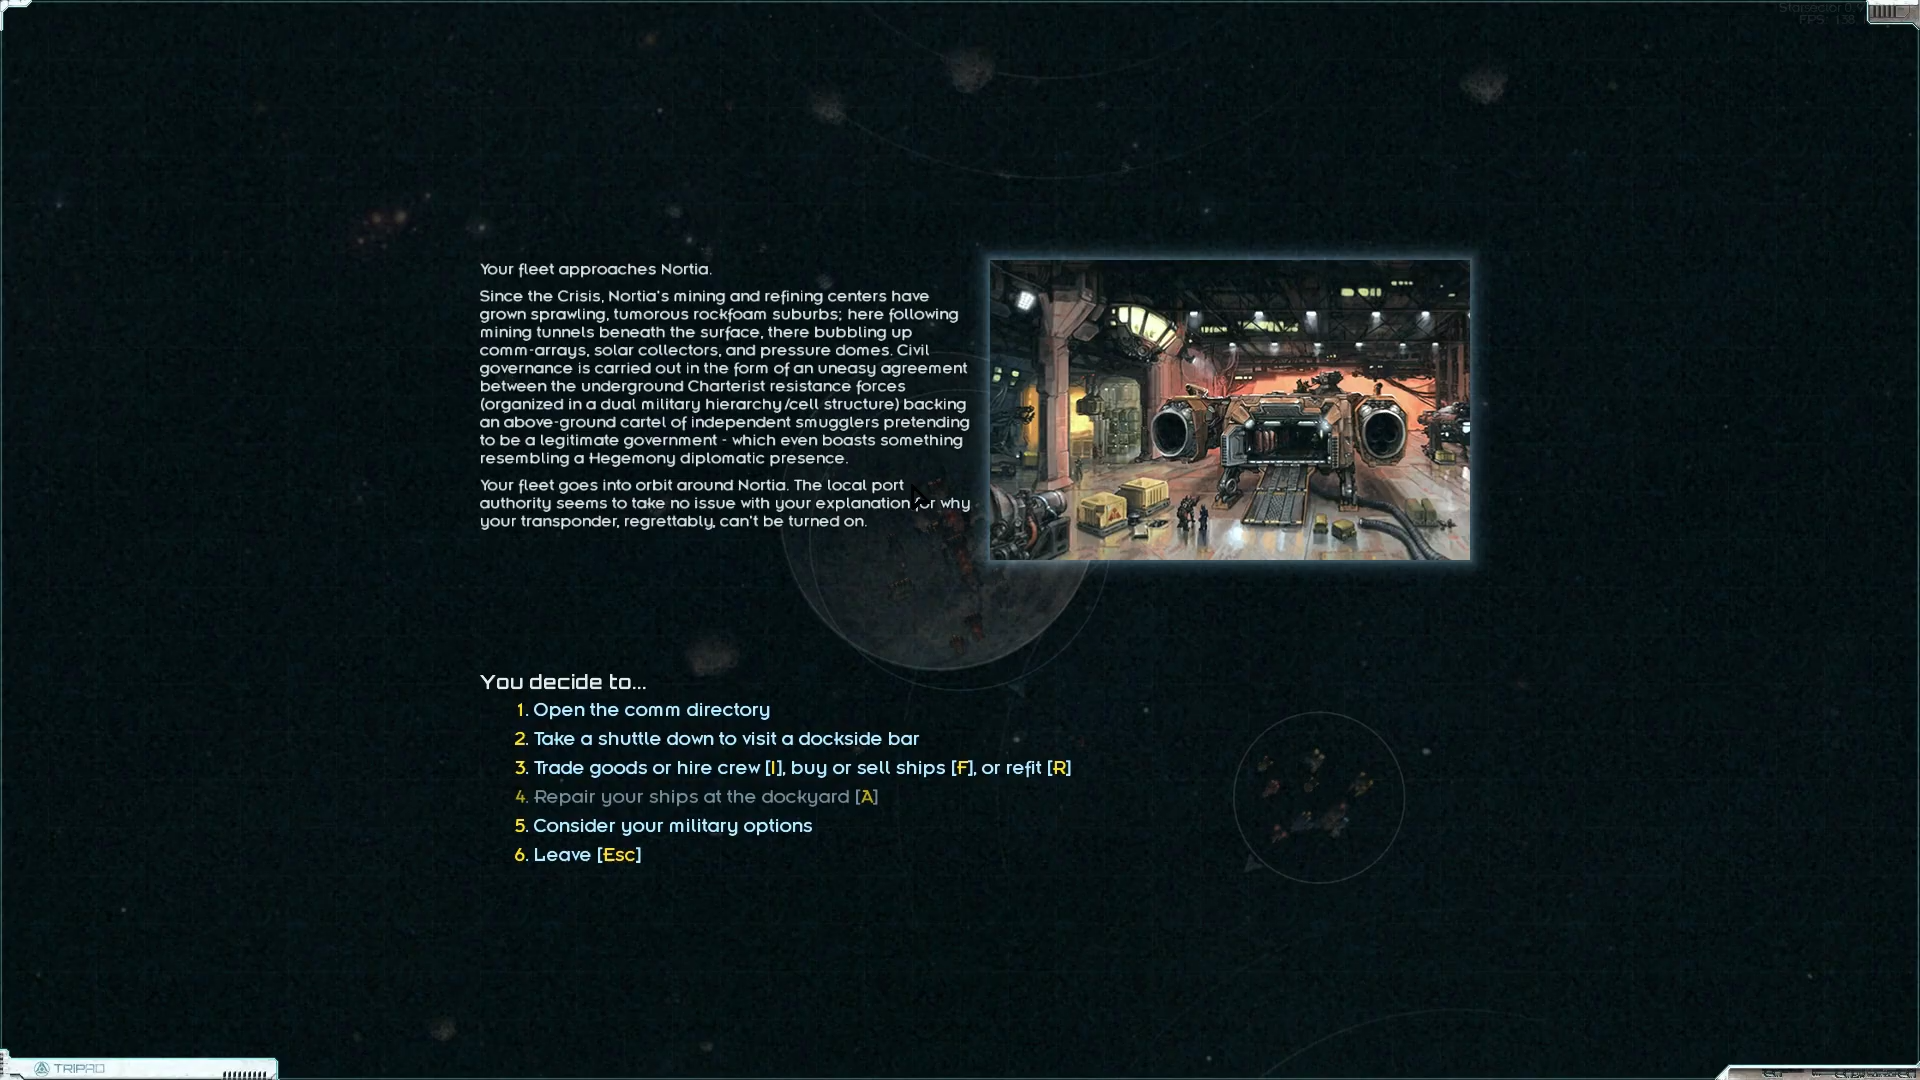 Starsector 0.9
FPS: 138
Your fleet approaches Nortia.
Since the Crisis, Nortia's mining and refining centers have
grown sprawling, tumorous rockfoam suburbs; here following
mining tunnels beneath the surface, there bubbling up
comm-arrays, solar collectors, and pressure domes. Civil
governance is carried out in the form of an uneasy agreement
between the underground Charterist resistance forces
(organized in a dual military hierarchy/cell structure) backing
an above-ground cartel of independent smugglers pretending
to be a legitimate government - which even boasts something
resembling a Hegemony diplomatic presence.
Your fleet goes into orbit around Nortia. The local port
authority seems to take no issue with your explanation for why
your transponder, regrettably, can't be turned on.
You decide to...
1. Open the comm directory
2. Take a shuttle down to visit a dockside bar
3. Trade goods or hire crew [I], buy or sell ships [F], or refit [R]
4. Repair your ships at the dockyard [A]
5. Consider your military options
6. Leave [Esc]
TRIPAD